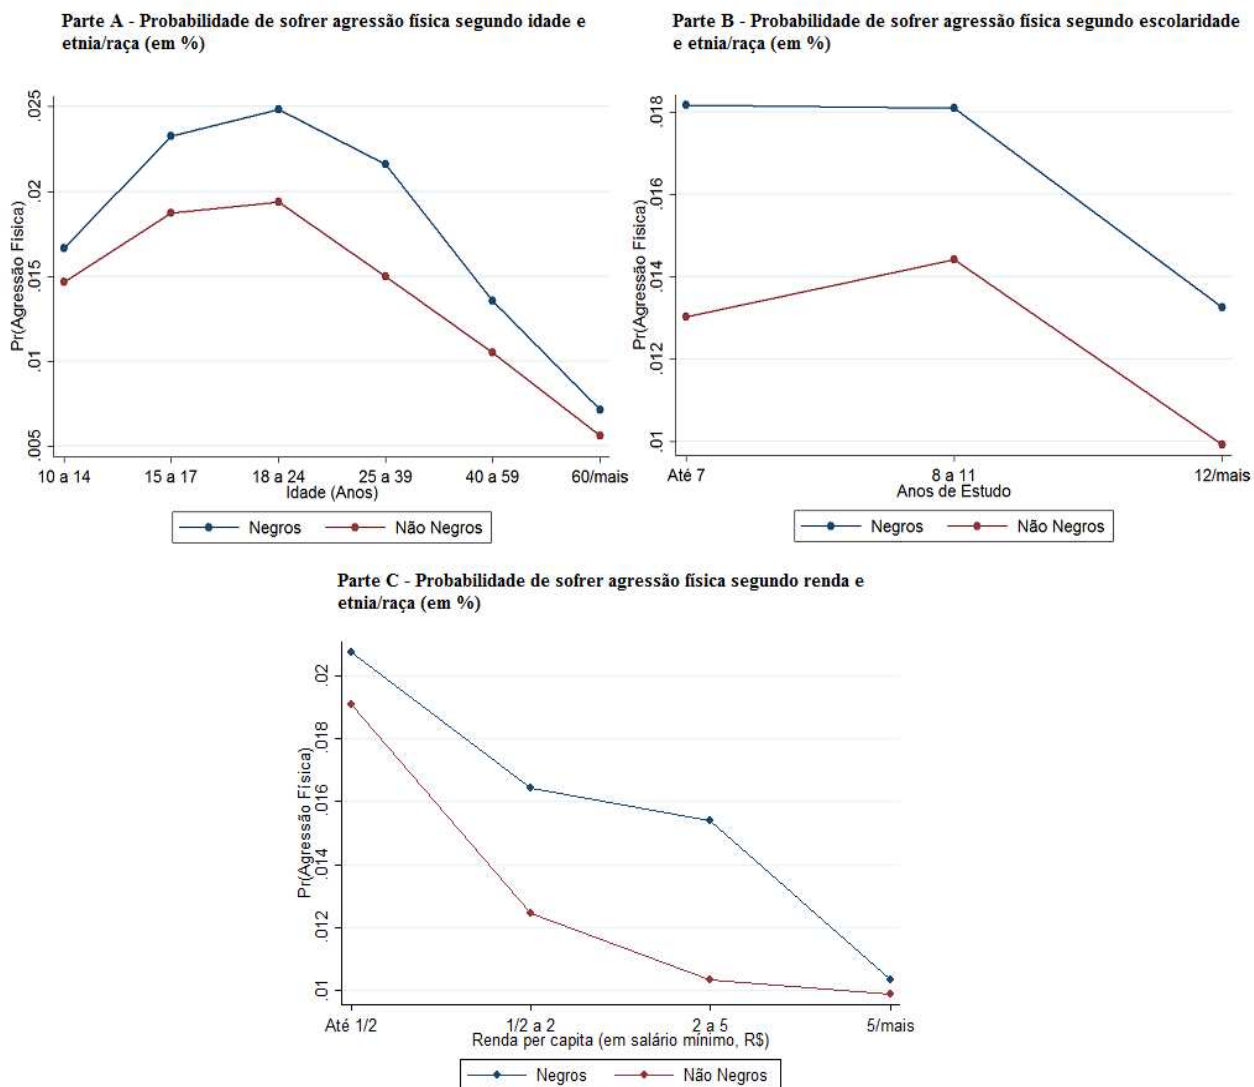 Parte A - Probabilidade de sofrer agressão física segundo idade e
etnia/raça (em %)
Pr(Agressão Física)
.025
.02
.015
.01
.005
10 a 14
15 a 17
18 a 24
25 a 39
40 a 59
60/mais
Idade (Anos)
Negros
Não Negros
Parte B - Probabilidade de sofrer agressão física segundo escolaridade
e etnia/raça (em %)
Pr(Agressão Física)
.018
.016
.014
.012
.01
Até 7
8 a 11
12/mais
Anos de Estudo
Negros
Não Negros
Parte C - Probabilidade de sofrer agressão física segundo renda e
etnia/raça (em %)
Pr(Agressão Física)
.02
.018
.016
.014
.012
.01
Até 1/2
1/2 a 2
2 a 5
5/mais
Renda per capita (em salário mínimo, R$)
Negros
Não Negros